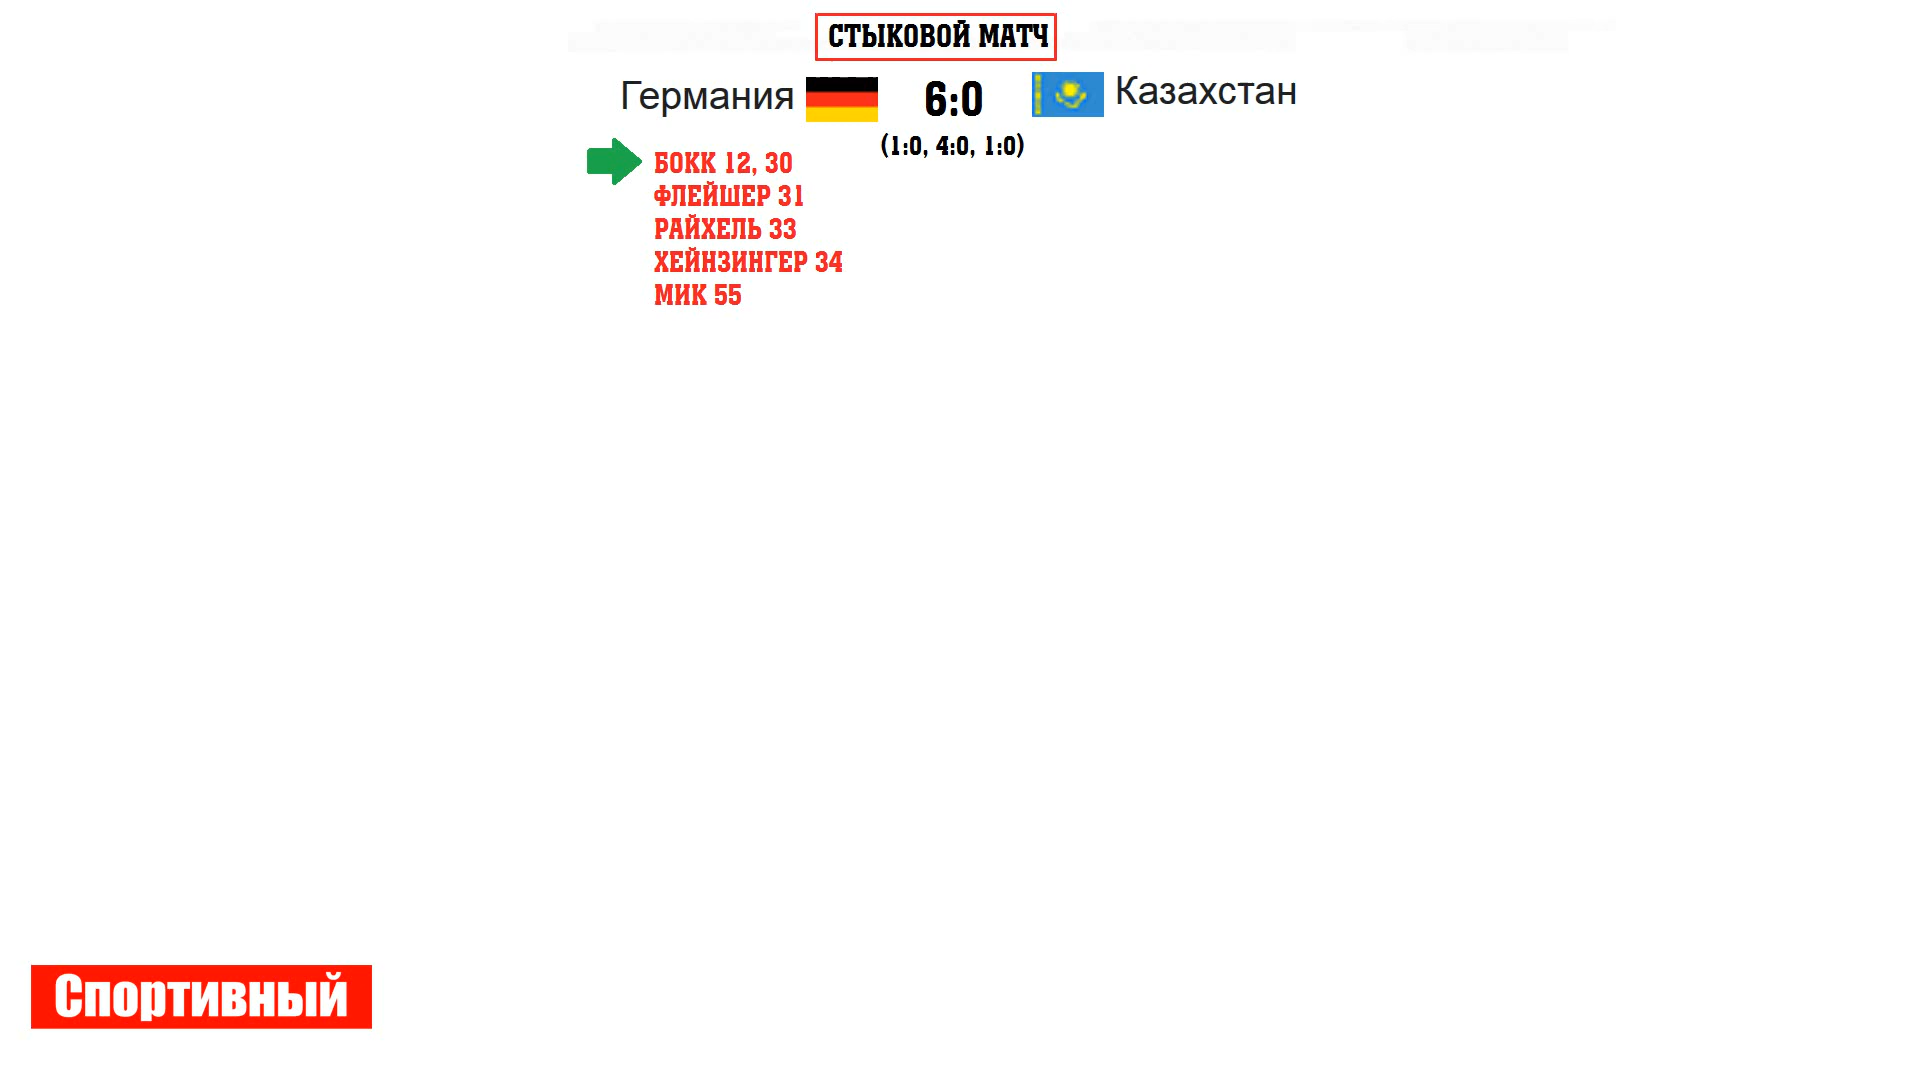 СТЫКОВОЙ МАТЧ
Германия 6:0 Казахстан
(1:0, 4:0, 1:0)
БОКК 12, 30
ФЛЕЙШЕР 31
РАЙХЕЛЬ 33
ХЕЙНЗИНГЕР 34
МИК 55
Спортивный